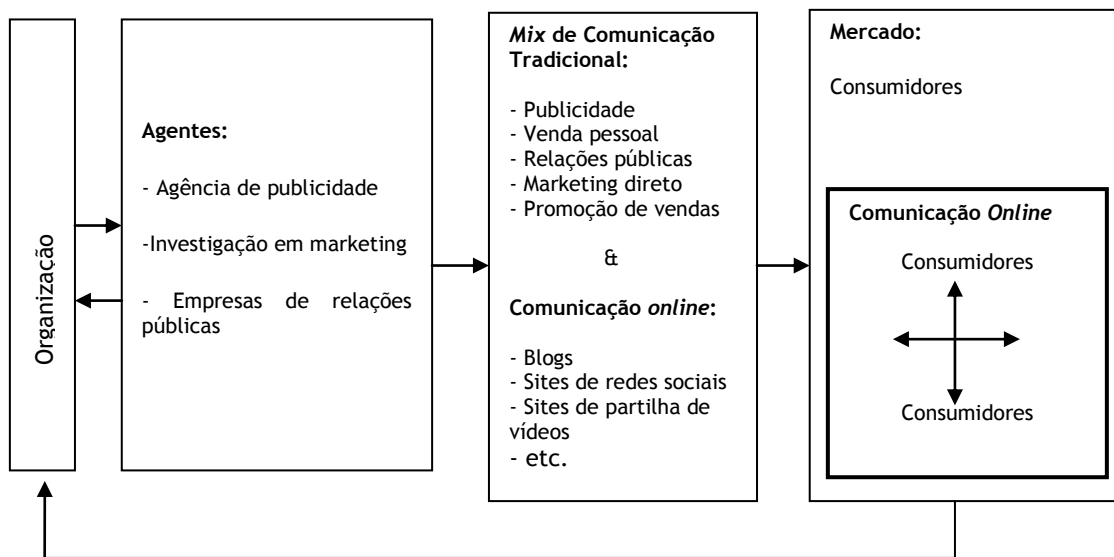 Organização
Agentes:
- Agência de publicidade
-Investigação em marketing
- Empresas de relações
públicas
Mix de Comunicação
Tradicional:
- Publicidade
- Venda pessoal
- Relações públicas
- Marketing direto
- Promoção de vendas
&
Comunicação online:
- Blogs
- Sites de redes sociais
- Sites de partilha de
vídeos
- etc.
Mercado:
Consumidores
Comunicação Online
Consumidores
Consumidores